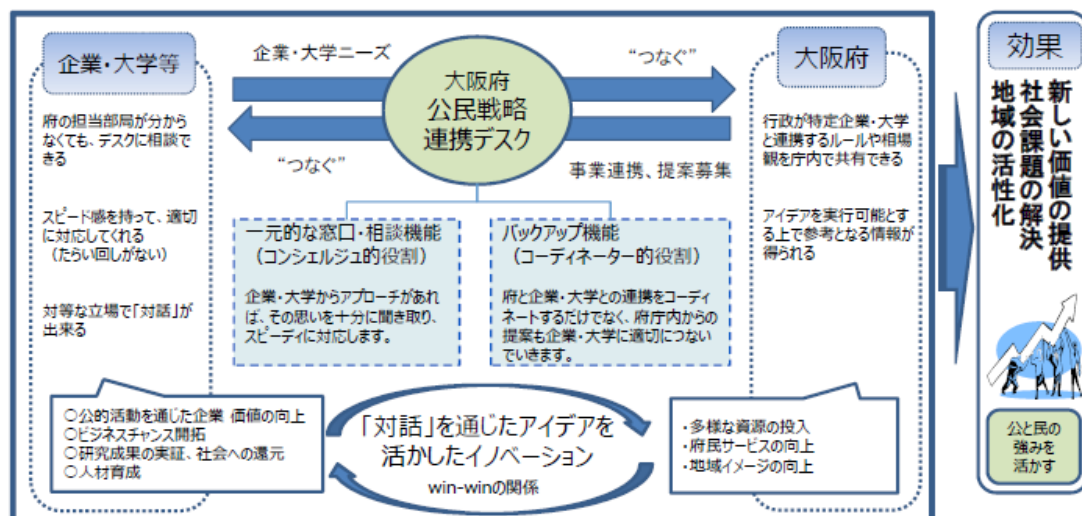 企業・大学等
府の担当部局が分から
なくても、デスクに相談で
きる
スピード感を持って、適切
に対応してくれる
（たらい回しがない）
対等な立場で「対話」が
出来る
○公的活動を通じた企業 価値の向上
○ビジネスチャンス開拓
○研究成果の実証、社会への還元
○人材育成
企業・大学ニーズ
“つなぐ”
大阪府
公民戦略
連携デスク
“つなぐ”
事業連携、提案募集
一元的な窓口・相談機能
（コンシェルジュ的役割）
企業・大学からアプローチがあれ
ば、その思いを十分に聞き取り、
スピーディに対応します。
バックアップ機能
（コーディネーター的役割）
府と企業・大学との連携をコーディ
ネートするだけでなく、府庁内からの
提案も企業・大学に適切につない
でいきます。
「対話」を通じたアイデアを
活かしたイノベーション
win-winの関係
大阪府
行政が特定企業・大学
と連携するルールや相場
観を庁内で共有できる
アイデアを実行可能とす
る上で参考となる情報が
得られる
・多様な資源の投入
・府民サービスの向上
・地域イメージの向上
効果
新しい価値の提供
社会課題の解決
地域の活性化
公と民の
強みを
活かす